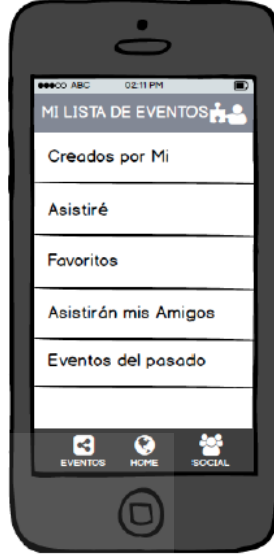 ABC 02:11 PM
MI LISTA DE EVENTOS
Creados por Mi
Asistiré
Favoritos
Asistirán mis Amigos
Eventos del pasado
EVENTOS HOME SOCIAL